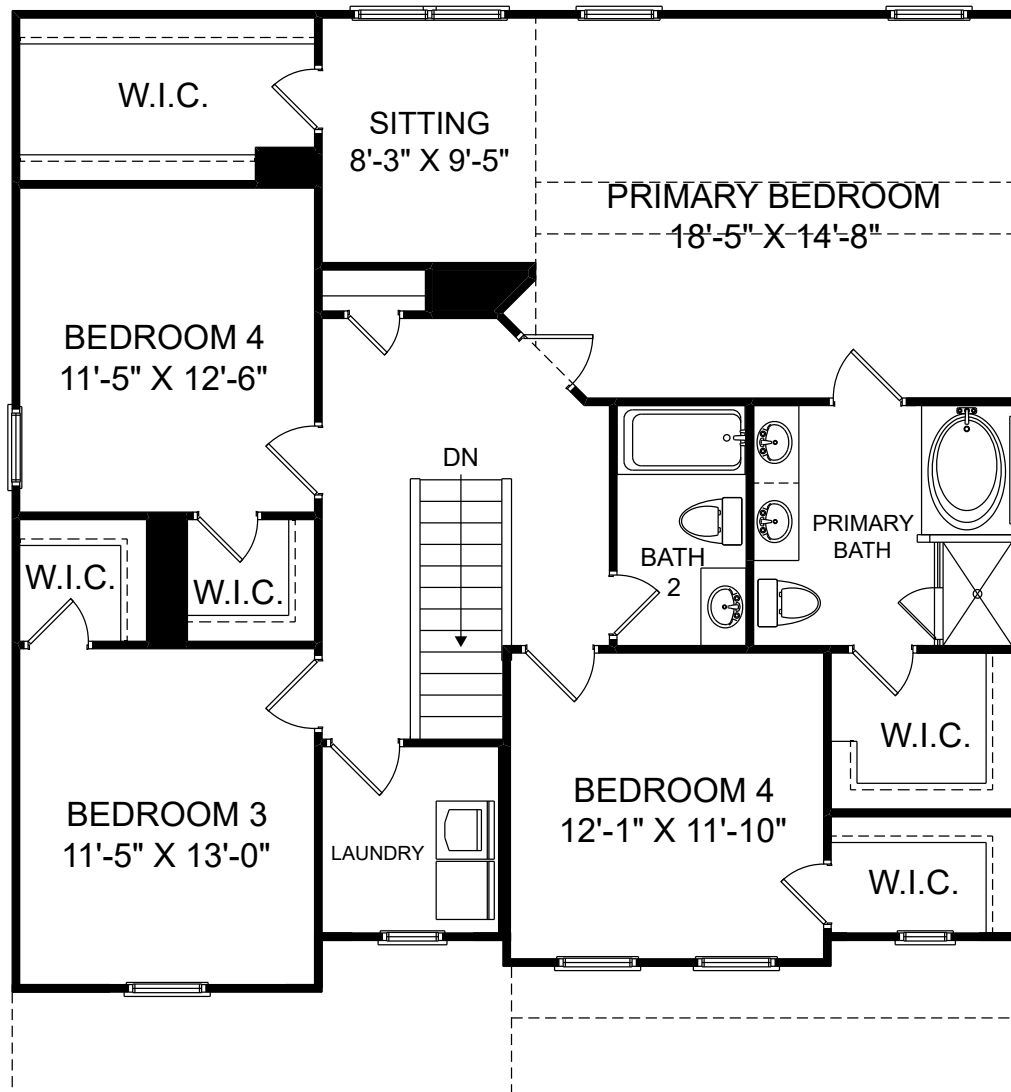 W.I.C.
SITTING
8'-3" X 9'-5"
PRIMARY BEDROOM
18'-5" X 14'-8"
BEDROOM 4
11'-5" X 12'-6"
DN
PRIMARY
BATH
BATH
2
W.I.C.
W.I.C.
W.I.C.
BEDROOM 3
11'-5" X 13'-0"
LAUNDRY
BEDROOM 4
12'-1" X 11'-10"
W.I.C.